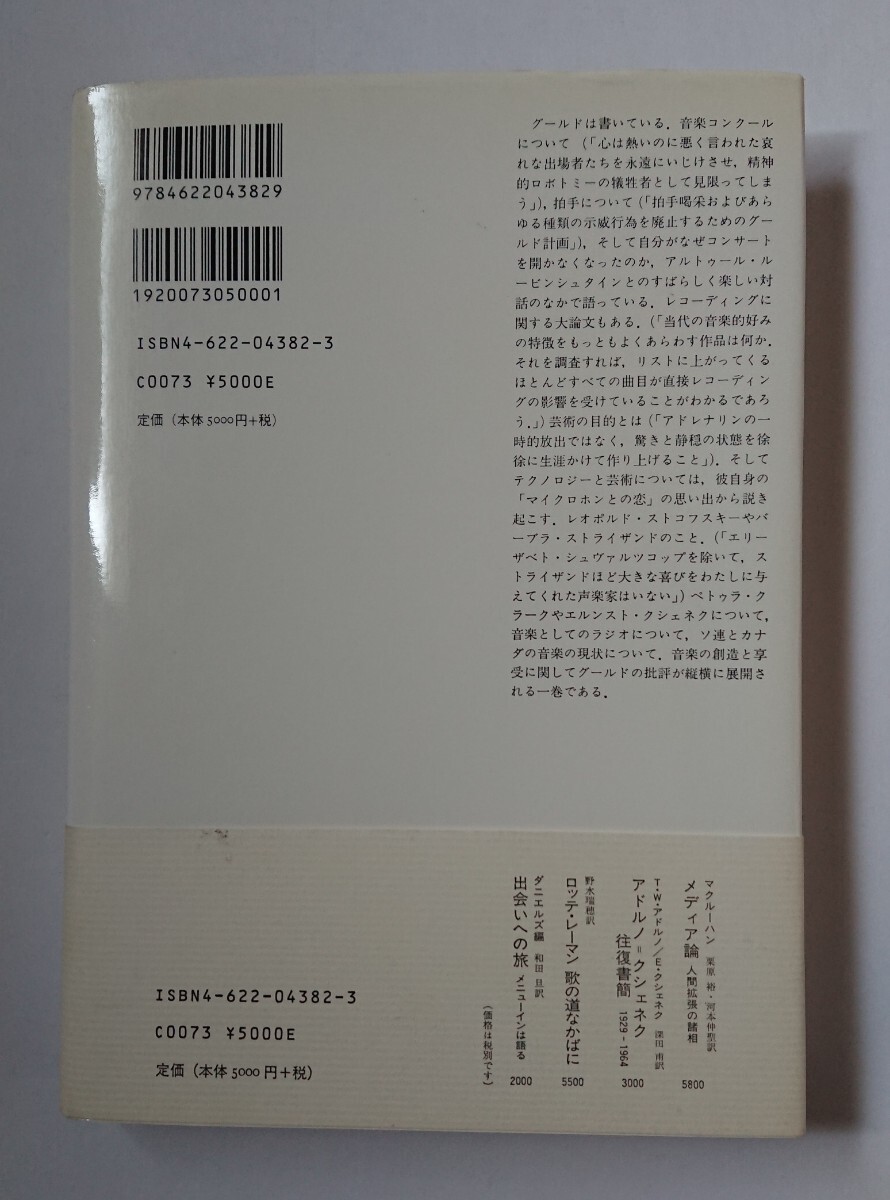 9784622043829
1920073050001
ISBN4-622-04382-3
C0073 ¥5000E
定価（本体5000円+税）
グールドは書いている．音楽コンクール
について（「心は熱いのに悪く言われた哀
れな出場者たちを永遠にいじけさせ，精神
的ロボトミーの犠牲者として見限ってしま
う」），拍手について（「拍手喝采およびあら
ゆる種類の示威行為を廃止するためのグー
ルド計画」），そして自分がなぜコンサート
を開かなくなったのか，アルトゥール・ル
ービンシュタインとのすばらしく楽しい対
話のなかで語っている．レコーディングに
関する大論文もある．（「当代の音楽的好み
の特徴をもっともよくあらわす作品は何か．
それを調査すれば，リストに上がってくる
ほとんどすべての曲目が直接レコーディン
グの影響を受けていることがわかるであろ
う．」）芸術の目的とは（「アドレナリンの一
時的放出ではなく，驚きと静穏の状態を徐
徐に生涯かけて作り上げること」）．そして
テクノロジーと芸術については，彼自身の
「マイクロホンとの恋」の思い出から説き
起こす．レオポルド・ストコフスキーやバ
ーブラ・ストライザンドのこと．（「エリー
ザベト・シュヴァルツコップを除いて，ス
トライザンドほど大きな喜びをわたしに与
えてくれた声楽家はいない」）ペトゥラ・ク
ラークやエルンスト・クシェネクについて，
音楽としてのラジオについて，ソ連とカナ
ダの音楽の現状について．音楽の創造と享
受に関してグールドの批評が縦横に展開さ
れる一巻である．
マクルーハン 栗原 裕・河本仲聖訳
メディア論 人間拡張の諸相 5800
T・W・アドルノ／E・クシェネク 深田 甫訳
アドルノ＝クシェネク
往復書簡 1929-1964 3000
野水瑞穂訳
ロッテ・レーマン 歌の道なかばに 5500
ダニエルズ編 和田 旦訳
出会いへの旅 メニューインは語る 2000
（価格は税別です）
ISBN4-622-04382-3
C0073 ¥5000E
定価（本体5000円+税）